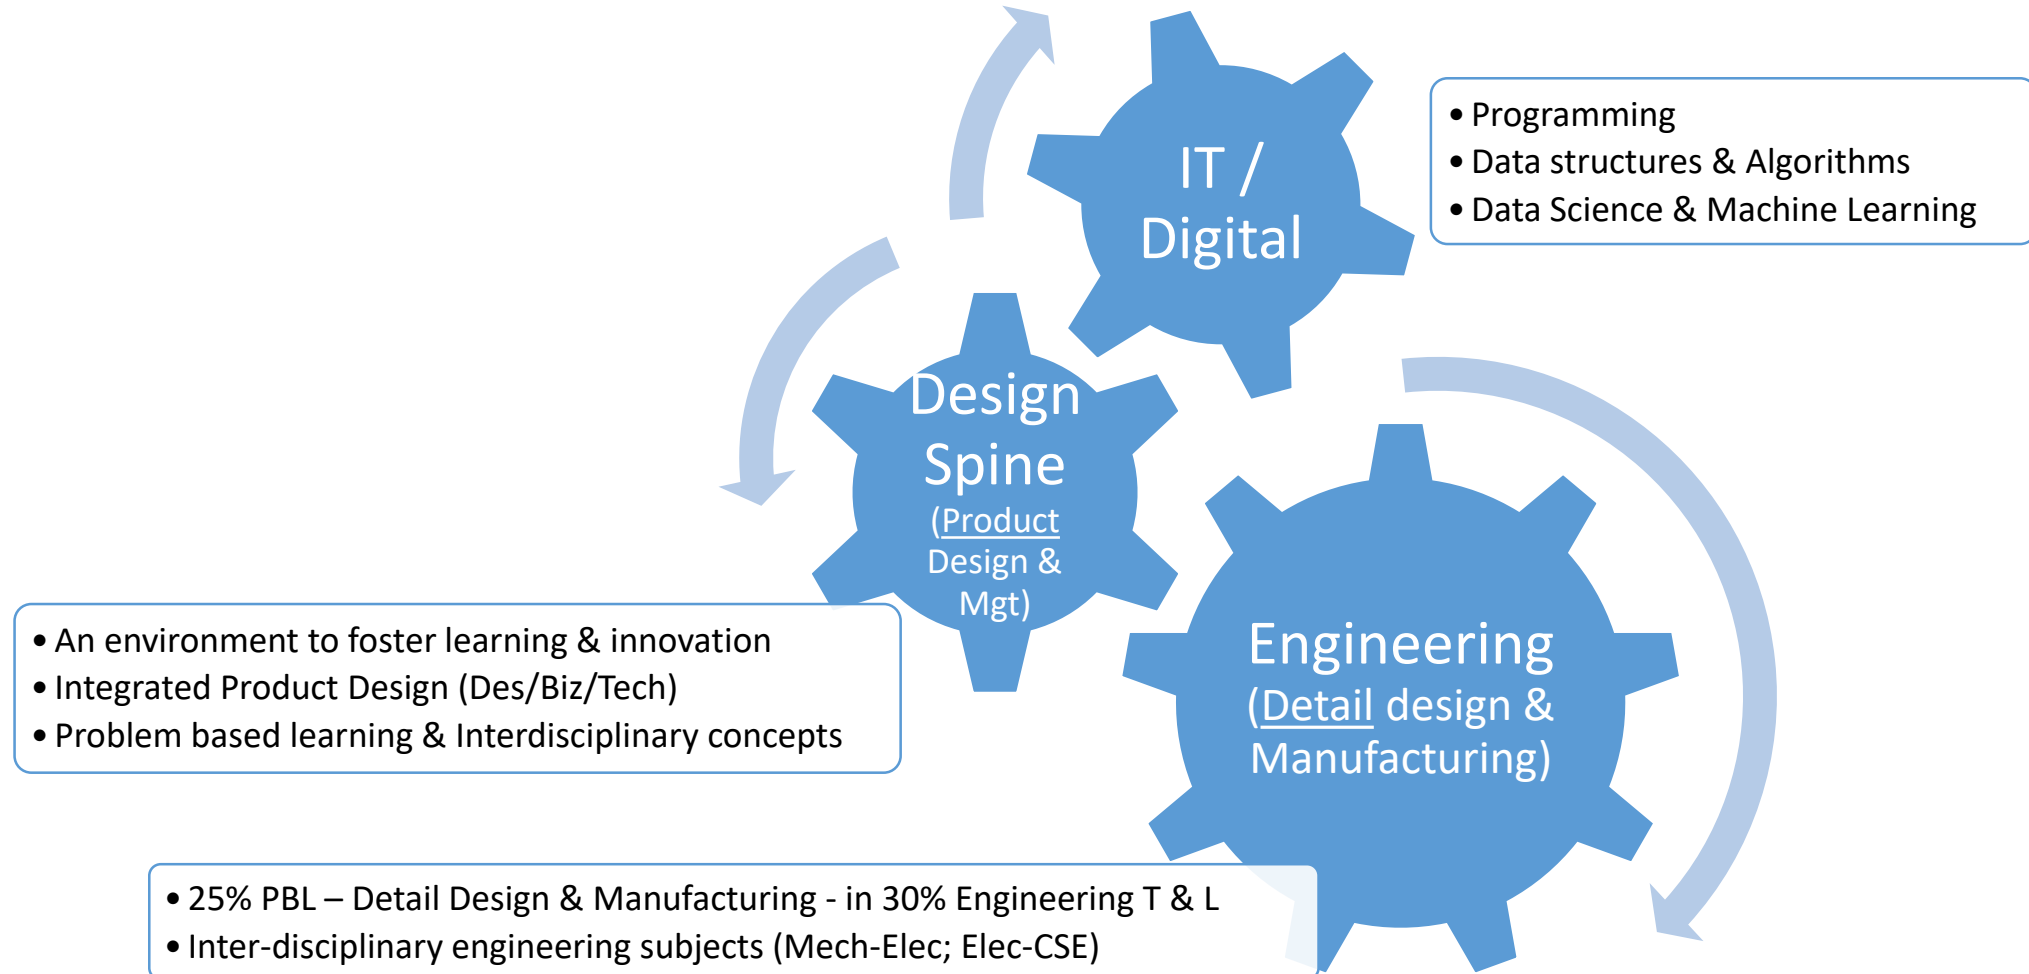 IT /
Digital
• Programming
• Data structures & Algorithms
• Data Science & Machine Learning
Design
Spine
(Product
Design &
Mgt)
• An environment to foster learning & innovation
• Integrated Product Design (Des/Biz/Tech)
• Problem based learning & Interdisciplinary concepts
Engineering
(Detail design &
Manufacturing)
• 25% PBL – Detail Design & Manufacturing - in 30% Engineering T & L
• Inter-disciplinary engineering subjects (Mech-Elec; Elec-CSE)